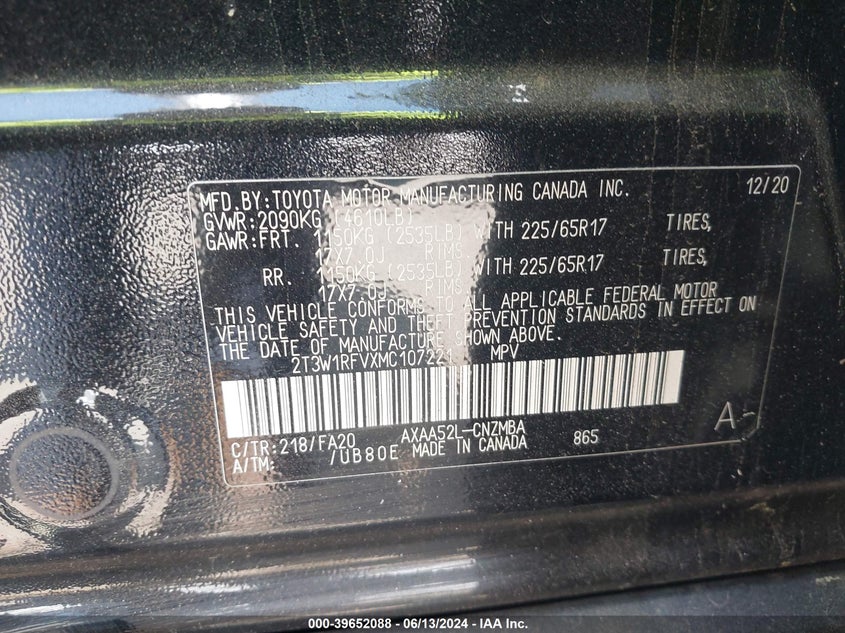 MFD.BY:TOYOTA MOTOR MANUFACTURING CANADA INC. 12/20
GVWR:2090KG (4610LB)
GAWR:FRT. 1150KG (2535LB) WITH 225/65R17 TIRES,
17X7.0J RIMS
RR. 1150KG (2535LB) WITH 225/65R17 TIRES,
17X7.0J RIMS
THIS VEHICLE CONFORMS TO ALL APPLICABLE FEDERAL MOTOR
VEHICLE SAFETY AND THEFT PREVENTION STANDARDS IN EFFECT ON
THE DATE OF MANUFACTURE SHOWN ABOVE.
2T3W1RFVXMC107221 MPV
C/TR:218/FA20 AXAA52L-CNZMBA 865 A-
A/TM: /UB80E MADE IN CANADA
000-39652088 - 06/13/2024 - IAA Inc.